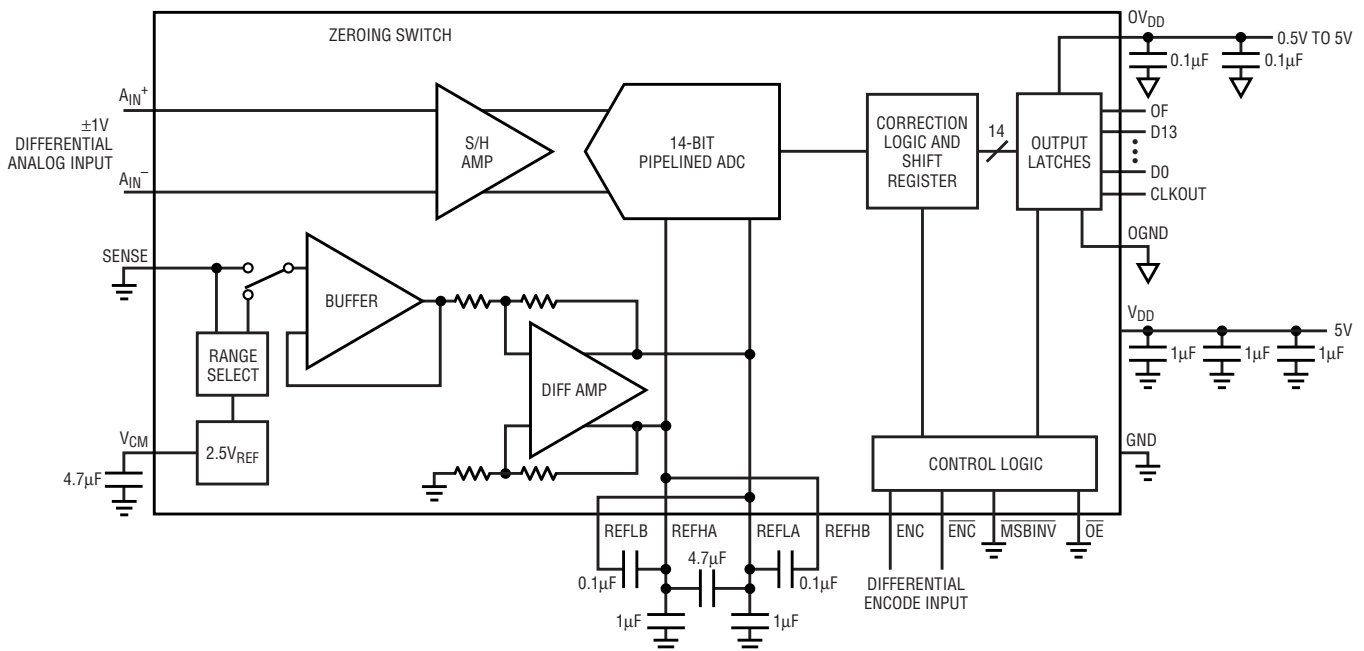 ZEROING SWITCH
OVDD
0.5V TO 5V
0.1µF
0.1µF
AIN+
±1V
DIFFERENTIAL
ANALOG INPUT
AIN−
S/H
AMP
14-BIT
PIPELINED ADC
CORRECTION
LOGIC AND
SHIFT
REGISTER
14
OUTPUT
LATCHES
OF
D13
D0
CLKOUT
OGND
SENSE
BUFFER
RANGE
SELECT
DIFF AMP
VDD
5V
1µF
1µF
1µF
VCM
4.7µF
2.5VREF
GND
CONTROL LOGIC
REFLB
REFHA
REFLA
REFHB
ENC
E̅N̅C̅
M̅S̅B̅I̅N̅V̅
O̅E̅
4.7µF
0.1µF
0.1µF
DIFFERENTIAL
ENCODE INPUT
1µF
1µF